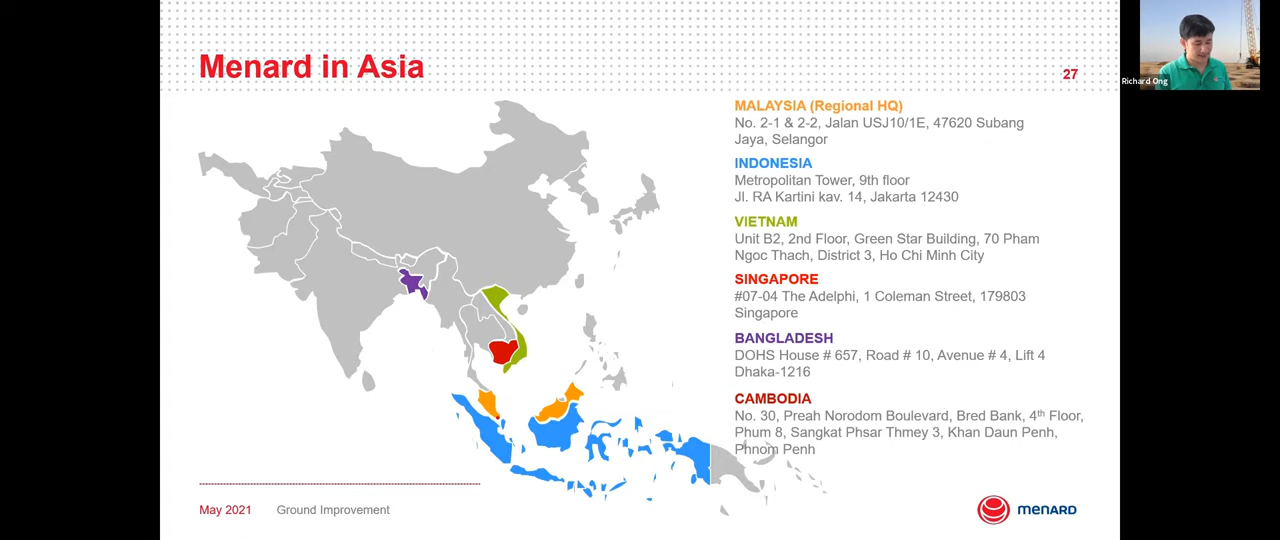 Menard in Asia
27
Richard Ong
MALAYSIA (Regional HQ)
No. 2-1 & 2-2, Jalan USJ10/1E, 47620 Subang
Jaya, Selangor
INDONESIA
Metropolitan Tower, 9th floor
Jl. RA Kartini kav. 14, Jakarta 12430
VIETNAM
Unit B2, 2nd Floor, Green Star Building, 70 Pham
Ngoc Thach, District 3, Ho Chi Minh City
SINGAPORE
#07-04 The Adelphi, 1 Coleman Street, 179803
Singapore
BANGLADESH
DOHS House # 657, Road # 10, Avenue # 4, Lift 4
Dhaka-1216
CAMBODIA
No. 30, Preah Norodom Boulevard, Bred Bank, 4th Floor,
Phum 8, Sangkat Phsar Thmey 3, Khan Daun Penh,
Phnom Penh
May 2021 Ground Improvement
MENARD